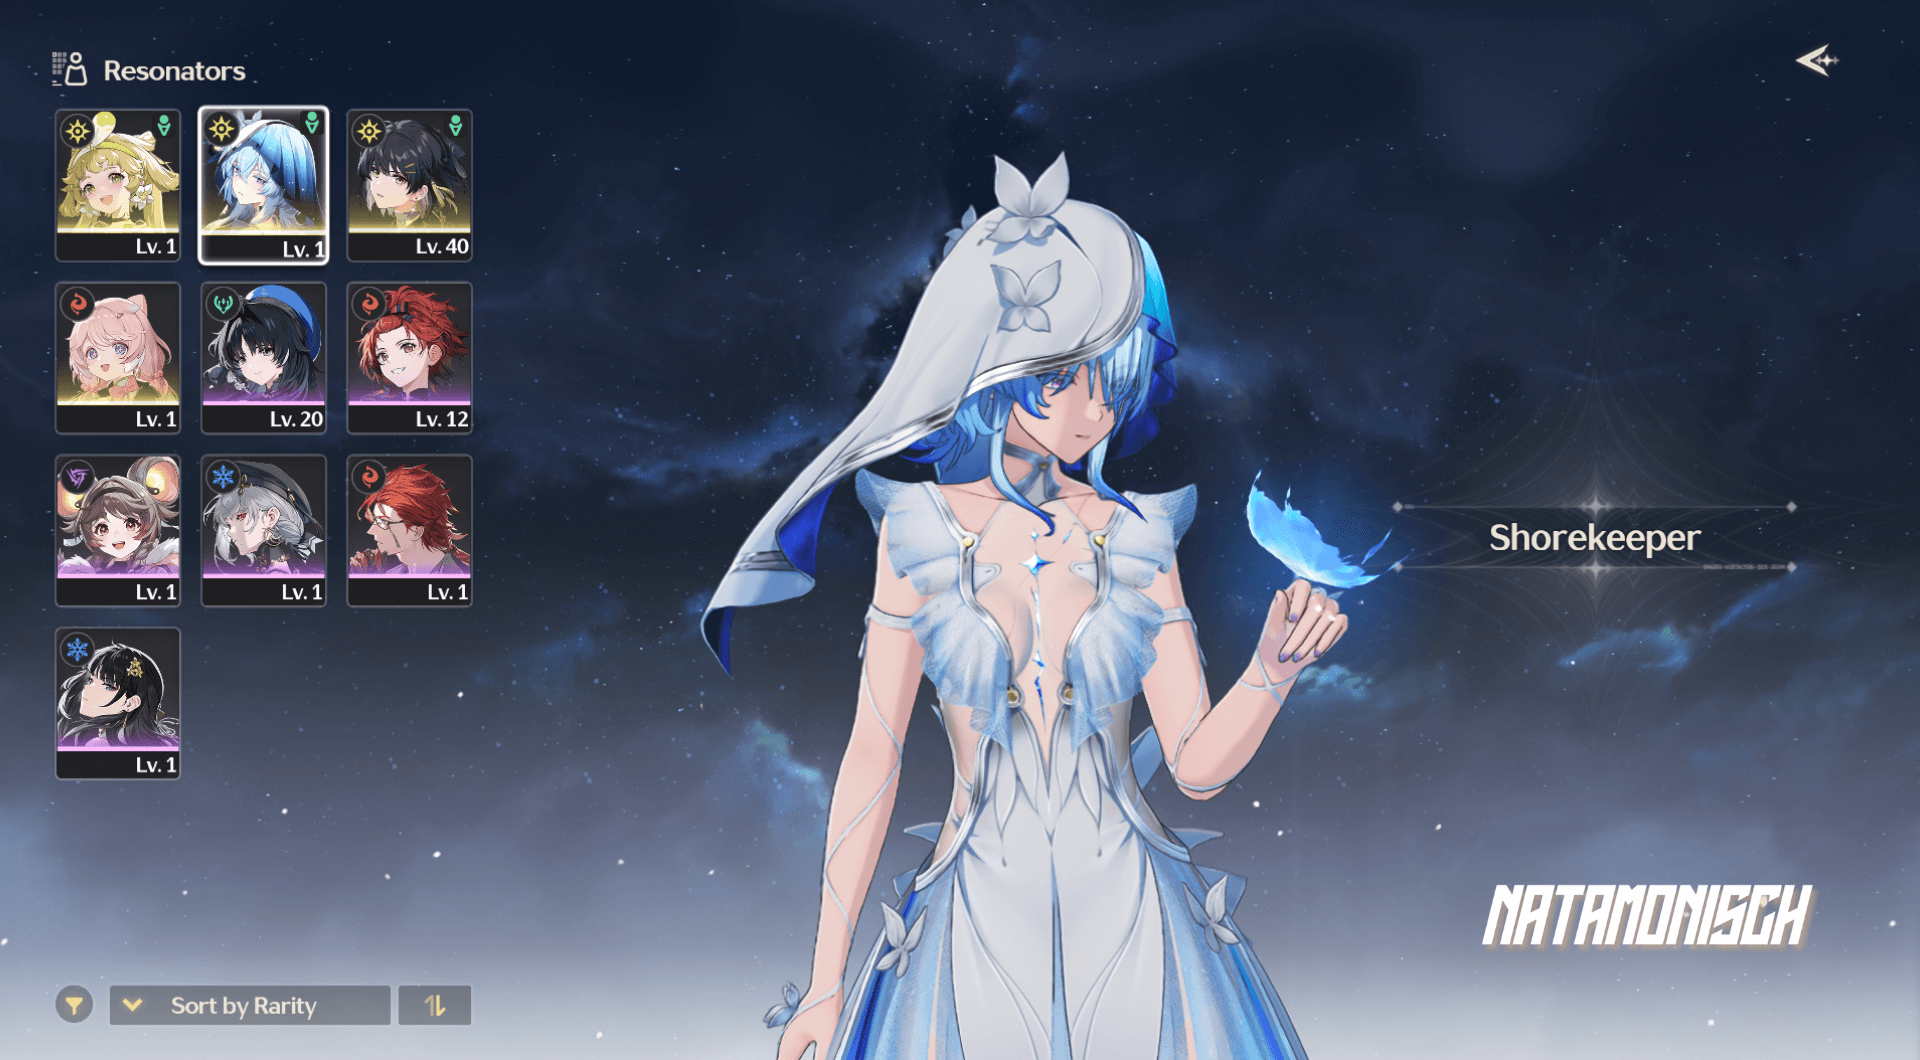 Resonators
Lv. 1
Lv. 1
Lv. 40
Lv. 1
Lv. 20
Lv. 12
Lv. 1
Lv. 1
Lv. 1
Lv. 1
Shorekeeper
NATAMONISCH
Sort by Rarity